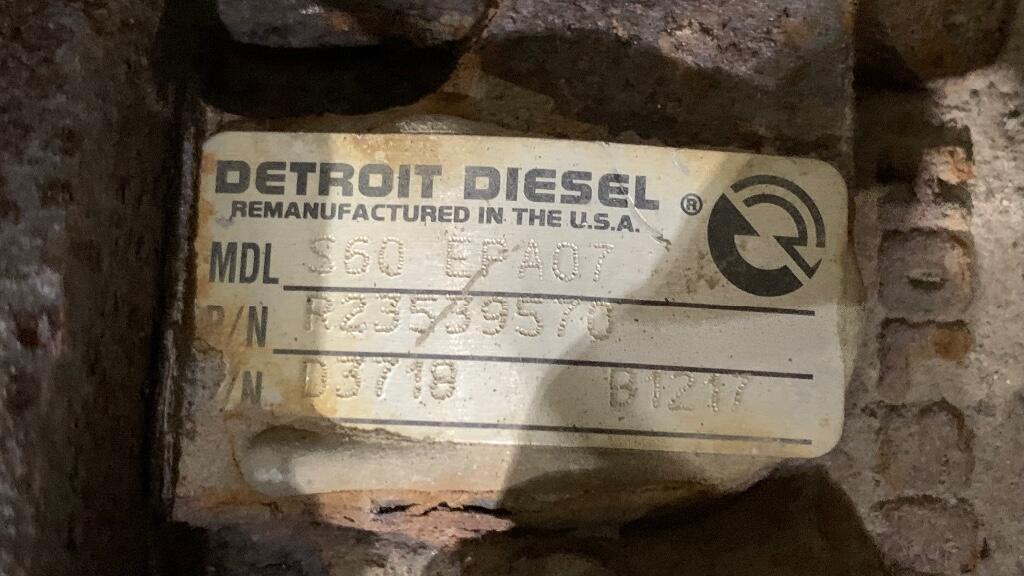 DETROIT DIESEL ®
REMANUFACTURED IN THE U.S.A.
MDL S60 EPA07
P/N R23539570
/N D3718 B1217